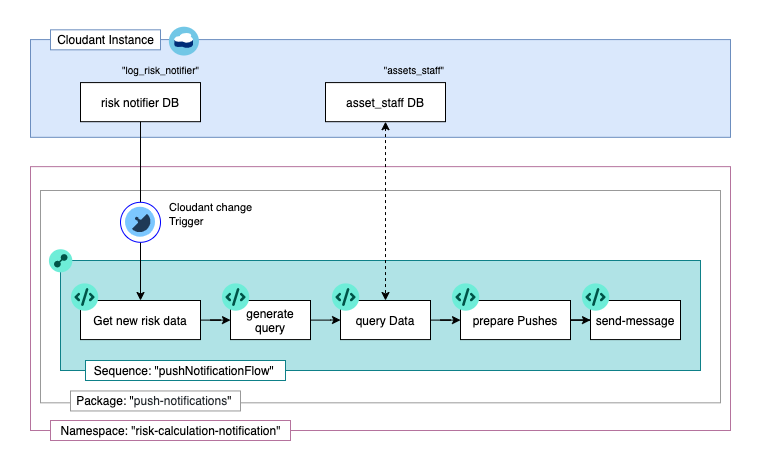 Cloudant Instance
"log_risk_notifier"
"assets_staff"
risk notifier DB
asset_staff DB
Cloudant change
Trigger
</>
</>
</>
</>
</>
Get new risk data
generate
query
query Data
prepare Pushes
send-message
Sequence: "pushNotificationFlow"
Package: "push-notifications"
Namespace: "risk-calculation-notification"